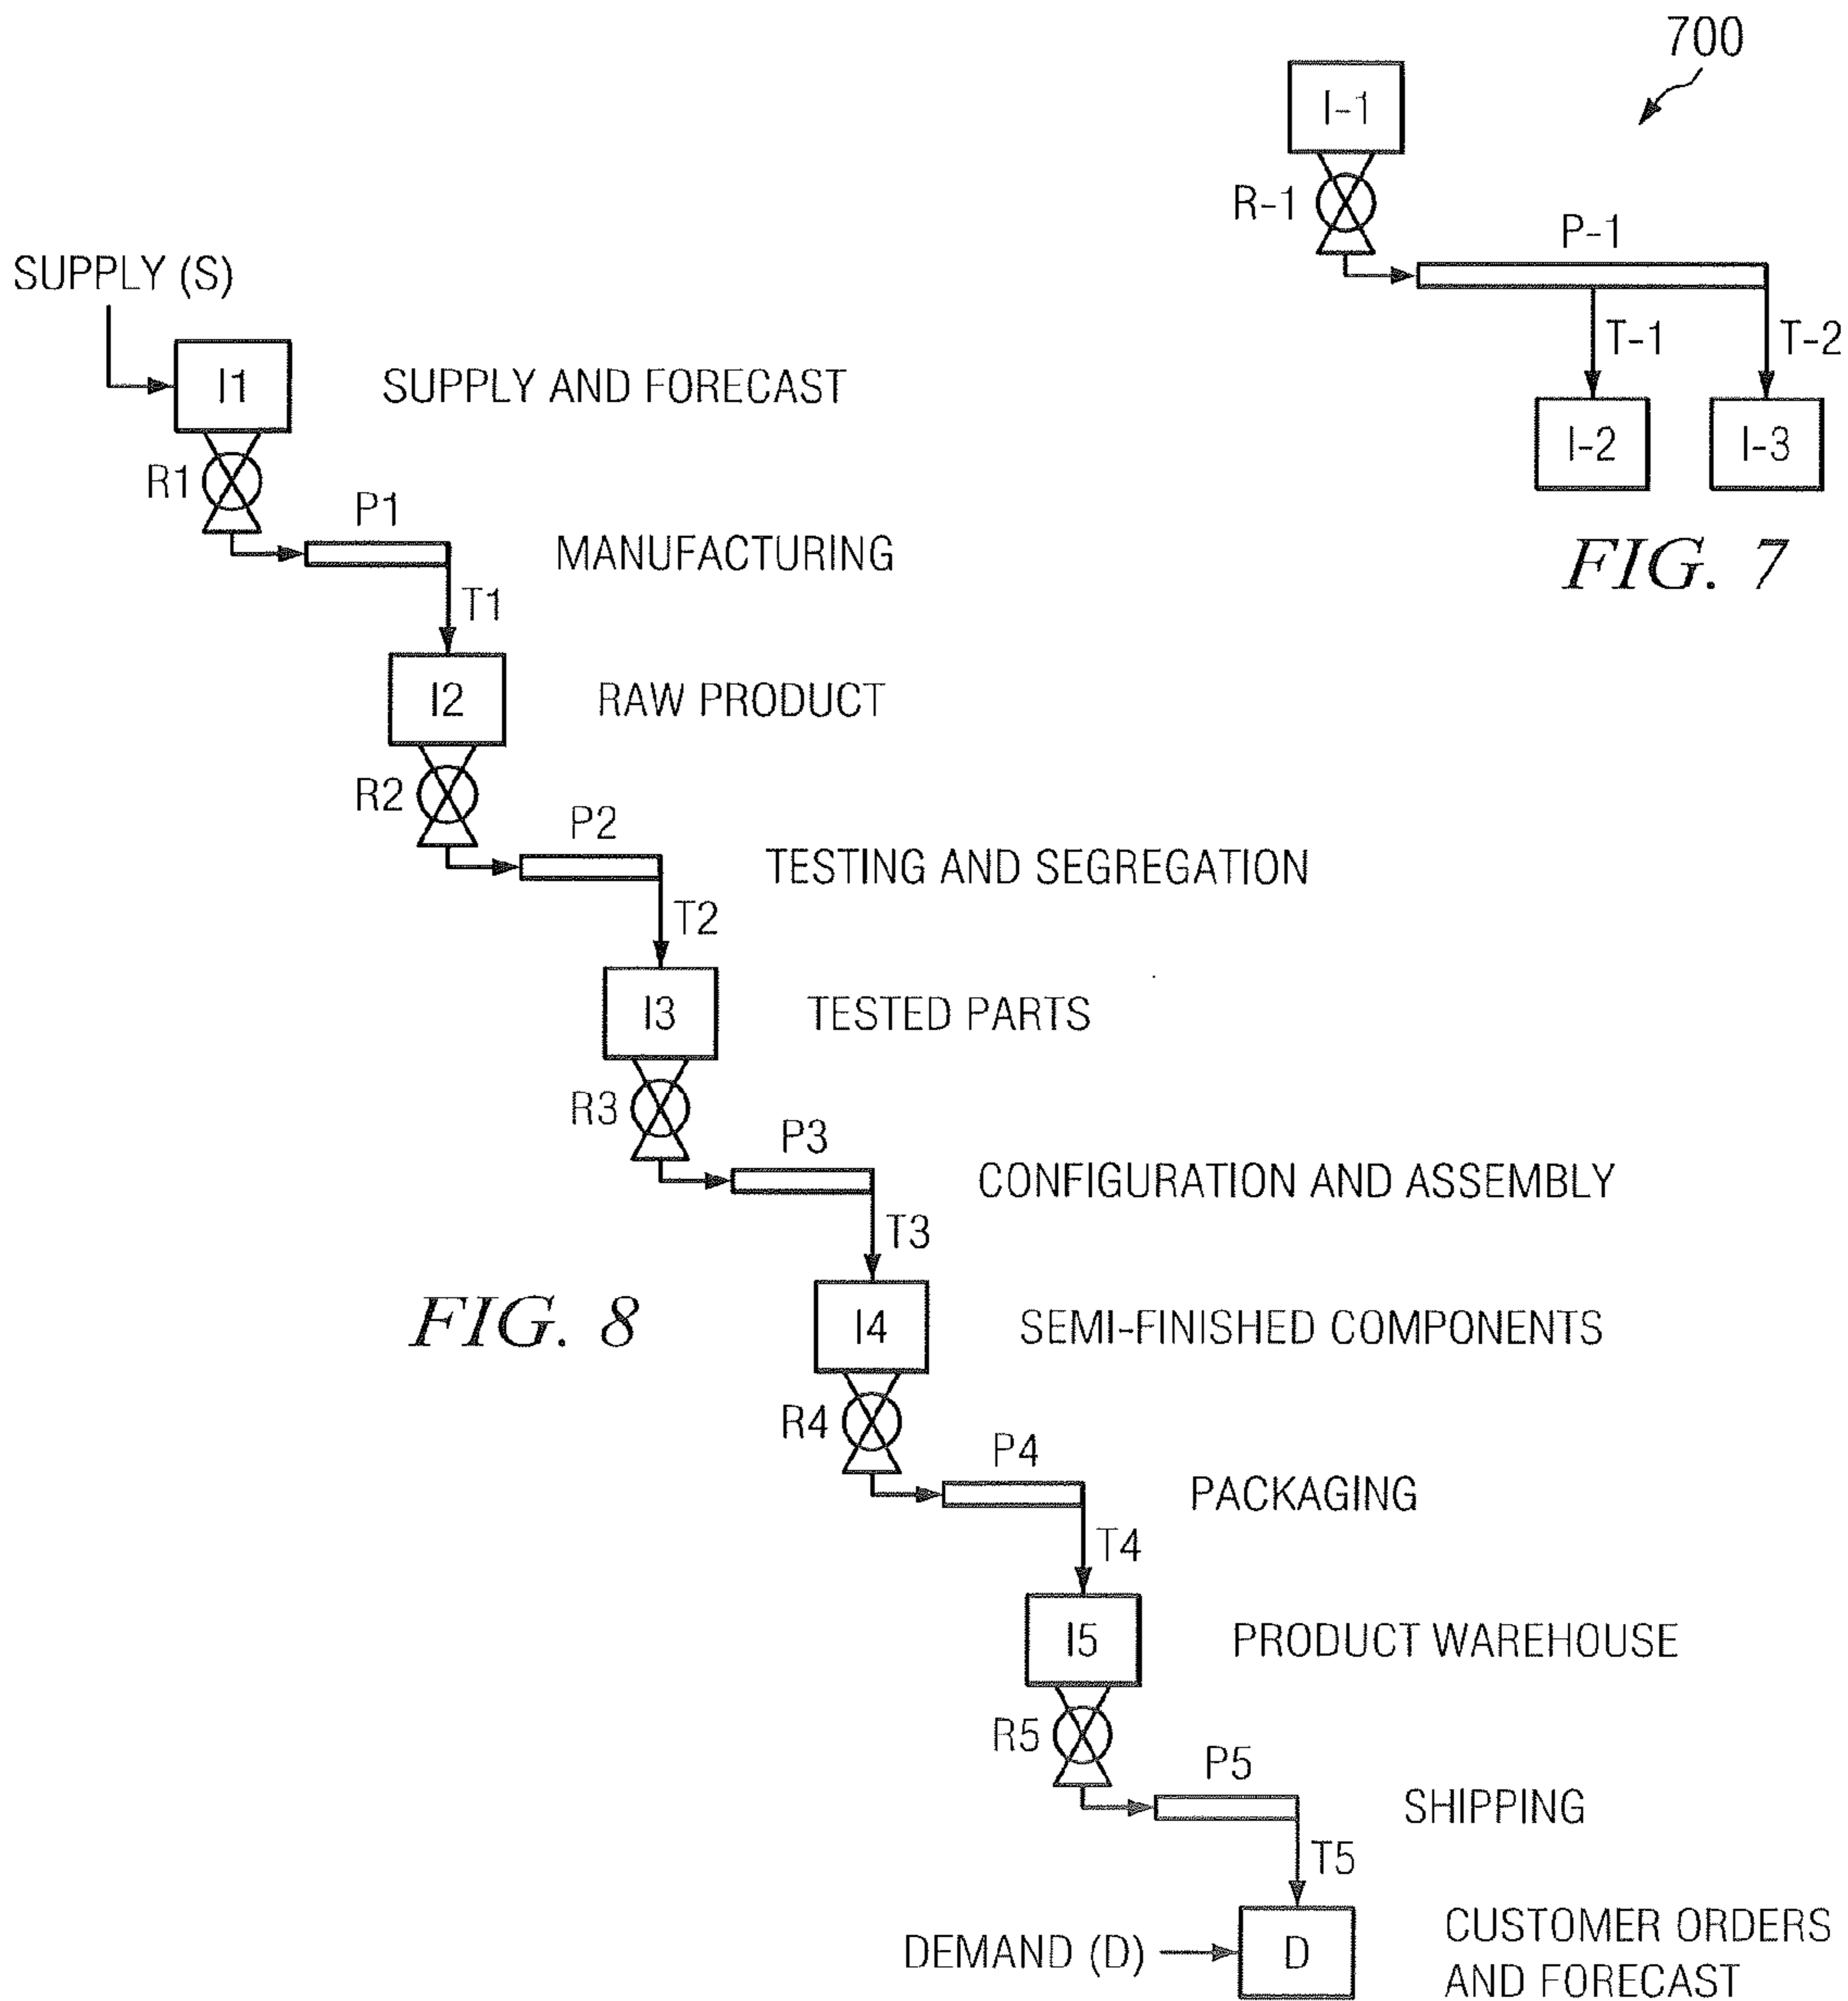 700
I-1
R-1
P-1
T-1
T-2
I-2
I-3
FIG. 7
SUPPLY (S)
I1
SUPPLY AND FORECAST
R1
P1
MANUFACTURING
T1
I2
RAW PRODUCT
R2
P2
TESTING AND SEGREGATION
T2
I3
TESTED PARTS
R3
P3
CONFIGURATION AND ASSEMBLY
T3
FIG. 8
I4
SEMI-FINISHED COMPONENTS
R4
P4
PACKAGING
T4
I5
PRODUCT WAREHOUSE
R5
P5
SHIPPING
T5
DEMAND (D)
D
CUSTOMER ORDERS
AND FORECAST